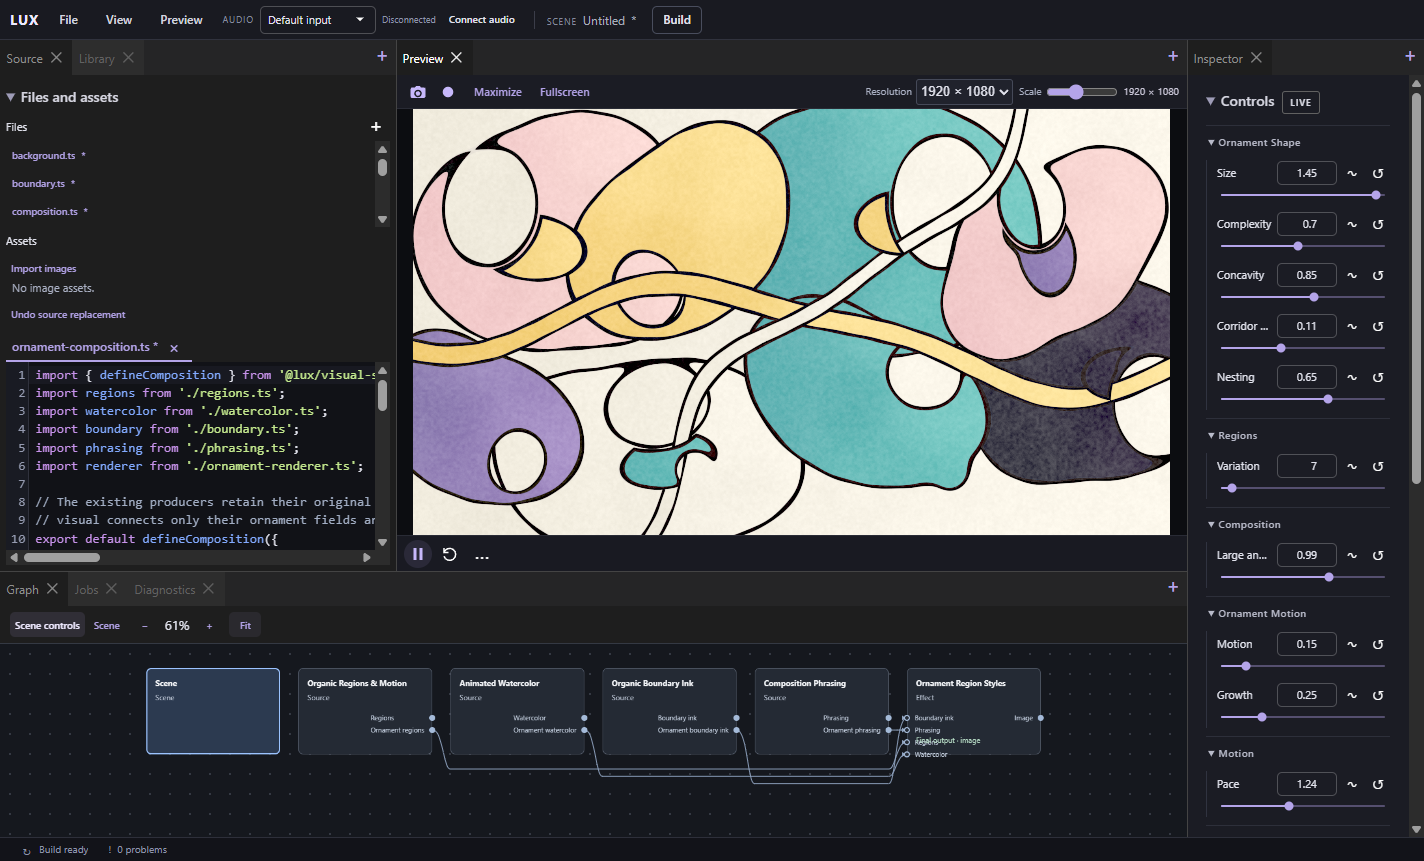 LUX File View Preview AUDIO Default input Disconnected Connect audio SCENE Untitled * Build
Source Library +
Files and assets
Files +
background.ts *
boundary.ts *
composition.ts *
Assets
Import images
No image assets.
Undo source replacement
ornament-composition.ts *
1 import { defineComposition } from '@lux/visual-s
2 import regions from './regions.ts';
3 import watercolor from './watercolor.ts';
4 import boundary from './boundary.ts';
5 import phrasing from './phrasing.ts';
6 import renderer from './ornament-renderer.ts';
7
8 // The existing producers retain their original
9 // visual connects only their ornament fields an
10 export default defineComposition({
Preview +
Maximize Fullscreen Resolution 1920 × 1080 Scale 1920 × 1080
...
Inspector +
Controls LIVE
Ornament Shape
Size 1.45
Complexity 0.7
Concavity 0.85
Corridor ... 0.11
Nesting 0.65
Regions
Variation 7
Composition
Large an... 0.99
Ornament Motion
Motion 0.15
Growth 0.25
Motion
Pace 1.24
Graph Jobs Diagnostics +
Scene controls Scene − 61% + Fit
Scene
Scene
Organic Regions & Motion
Source
Regions
Ornament regions
Animated Watercolor
Source
Watercolor
Ornament watercolor
Organic Boundary Ink
Source
Boundary ink
Ornament boundary ink
Composition Phrasing
Source
Phrasing
Ornament phrasing
Ornament Region Styles
Effect
Boundary ink Image
Phrasing
Final output · image
Regions
Watercolor
Build ready ! 0 problems